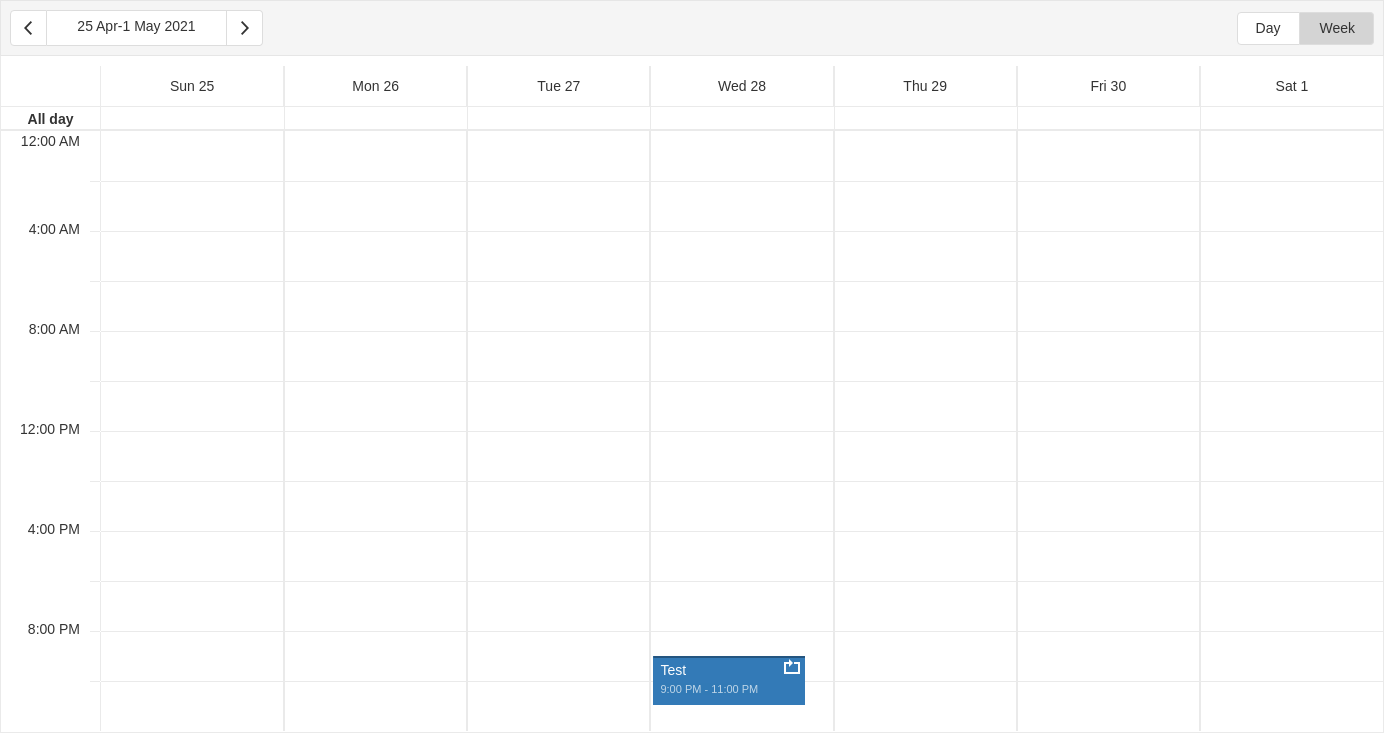 25 Apr-1 May 2021
Day Week
Sun 25 Mon 26 Tue 27 Wed 28 Thu 29 Fri 30 Sat 1
All day
12:00 AM
4:00 AM
8:00 AM
12:00 PM
4:00 PM
8:00 PM
Test
9:00 PM - 11:00 PM